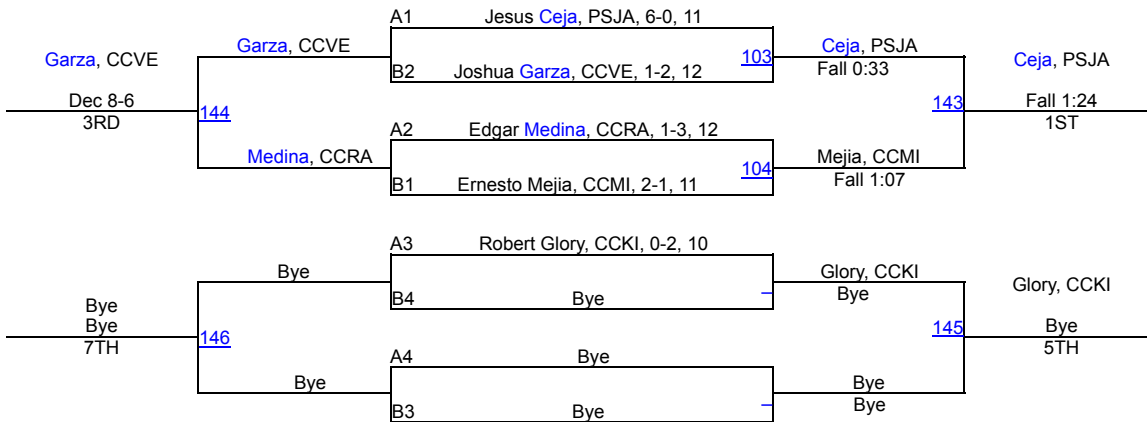 A1 Jesus Ceja, PSJA, 6-0, 11
Garza, CCVE Ceja, PSJA
Garza, CCVE 103 Ceja, PSJA
B2 Joshua Garza, CCVE, 1-2, 12 Fall 0:33
Dec 8-6 144 143 Fall 1:24
3RD 1ST
A2 Edgar Medina, CCRA, 1-3, 12
Medina, CCRA 104 Mejia, CCMI
B1 Ernesto Mejia, CCMI, 2-1, 11 Fall 1:07
A3 Robert Glory, CCKI, 0-2, 10
Bye Glory, CCKI
B4 Bye – Bye
Glory, CCKI
Bye
Bye 146 145 Bye
7TH 5TH
A4 Bye
Bye Bye
B3 Bye – Bye